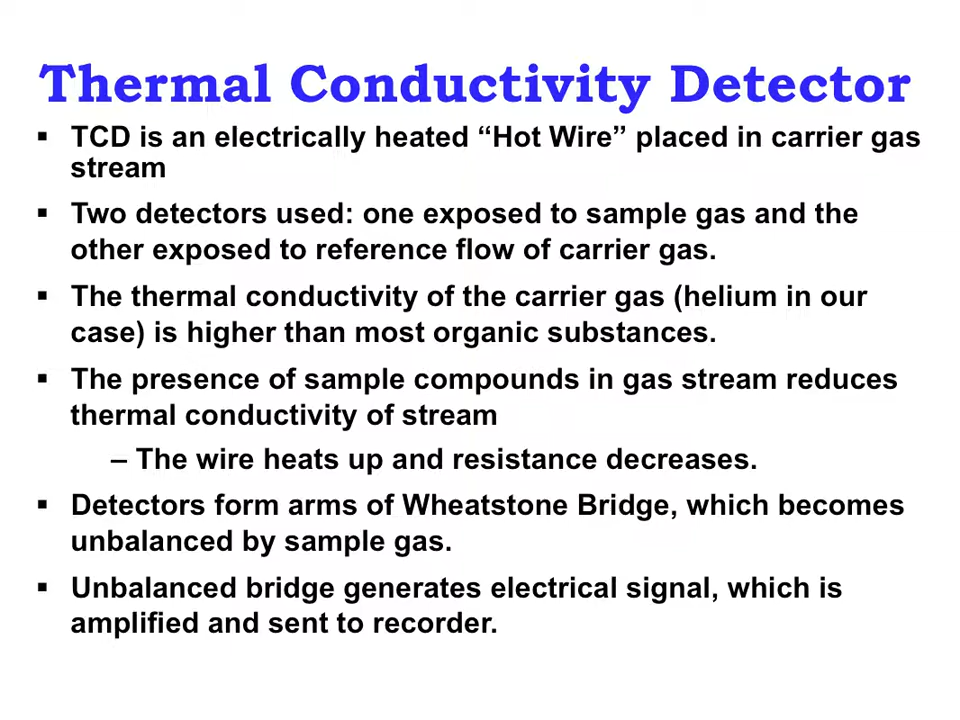 Thermal Conductivity Detector
▪ TCD is an electrically heated “Hot Wire” placed in carrier gas
stream
▪ Two detectors used: one exposed to sample gas and the
other exposed to reference flow of carrier gas.
▪ The thermal conductivity of the carrier gas (helium in our
case) is higher than most organic substances.
▪ The presence of sample compounds in gas stream reduces
thermal conductivity of stream
– The wire heats up and resistance decreases.
▪ Detectors form arms of Wheatstone Bridge, which becomes
unbalanced by sample gas.
▪ Unbalanced bridge generates electrical signal, which is
amplified and sent to recorder.